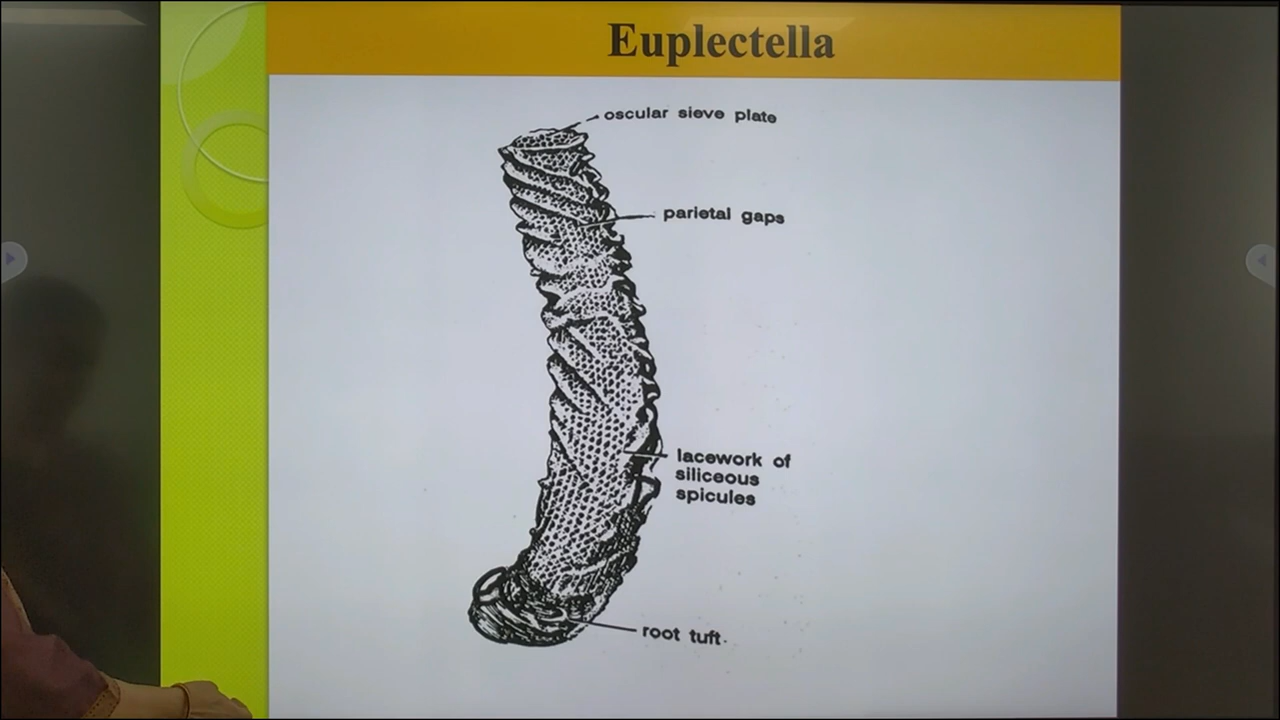 Euplectella
oscular sieve plate
parietal gaps
lacework of
siliceous
spicules
root tuft